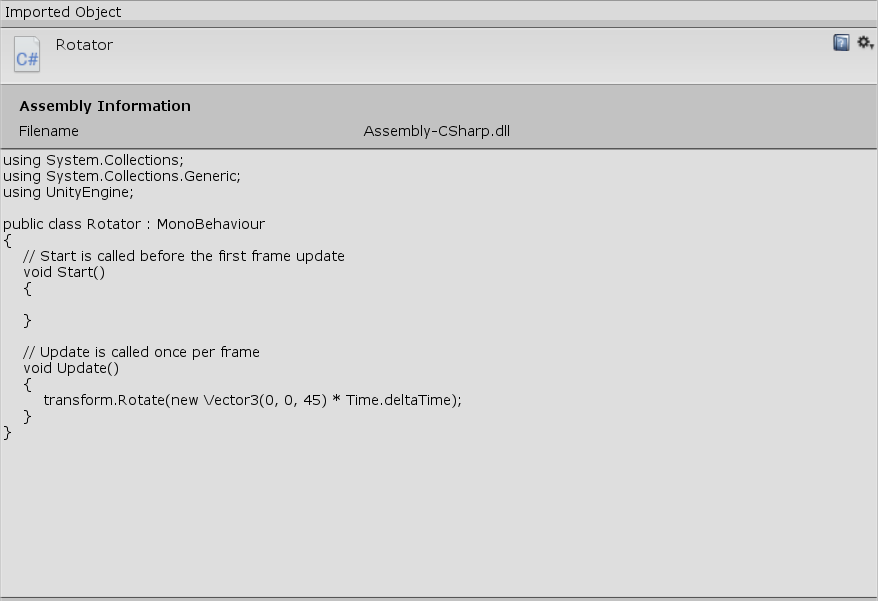 Imported Object
C#
Rotator
?
Assembly Information
Filename Assembly-CSharp.dll
using System.Collections;
using System.Collections.Generic;
using UnityEngine;

public class Rotator : MonoBehaviour
{
    // Start is called before the first frame update
    void Start()
    {

    }

    // Update is called once per frame
    void Update()
    {
        transform.Rotate(new Vector3(0, 0, 45) * Time.deltaTime);
    }
}